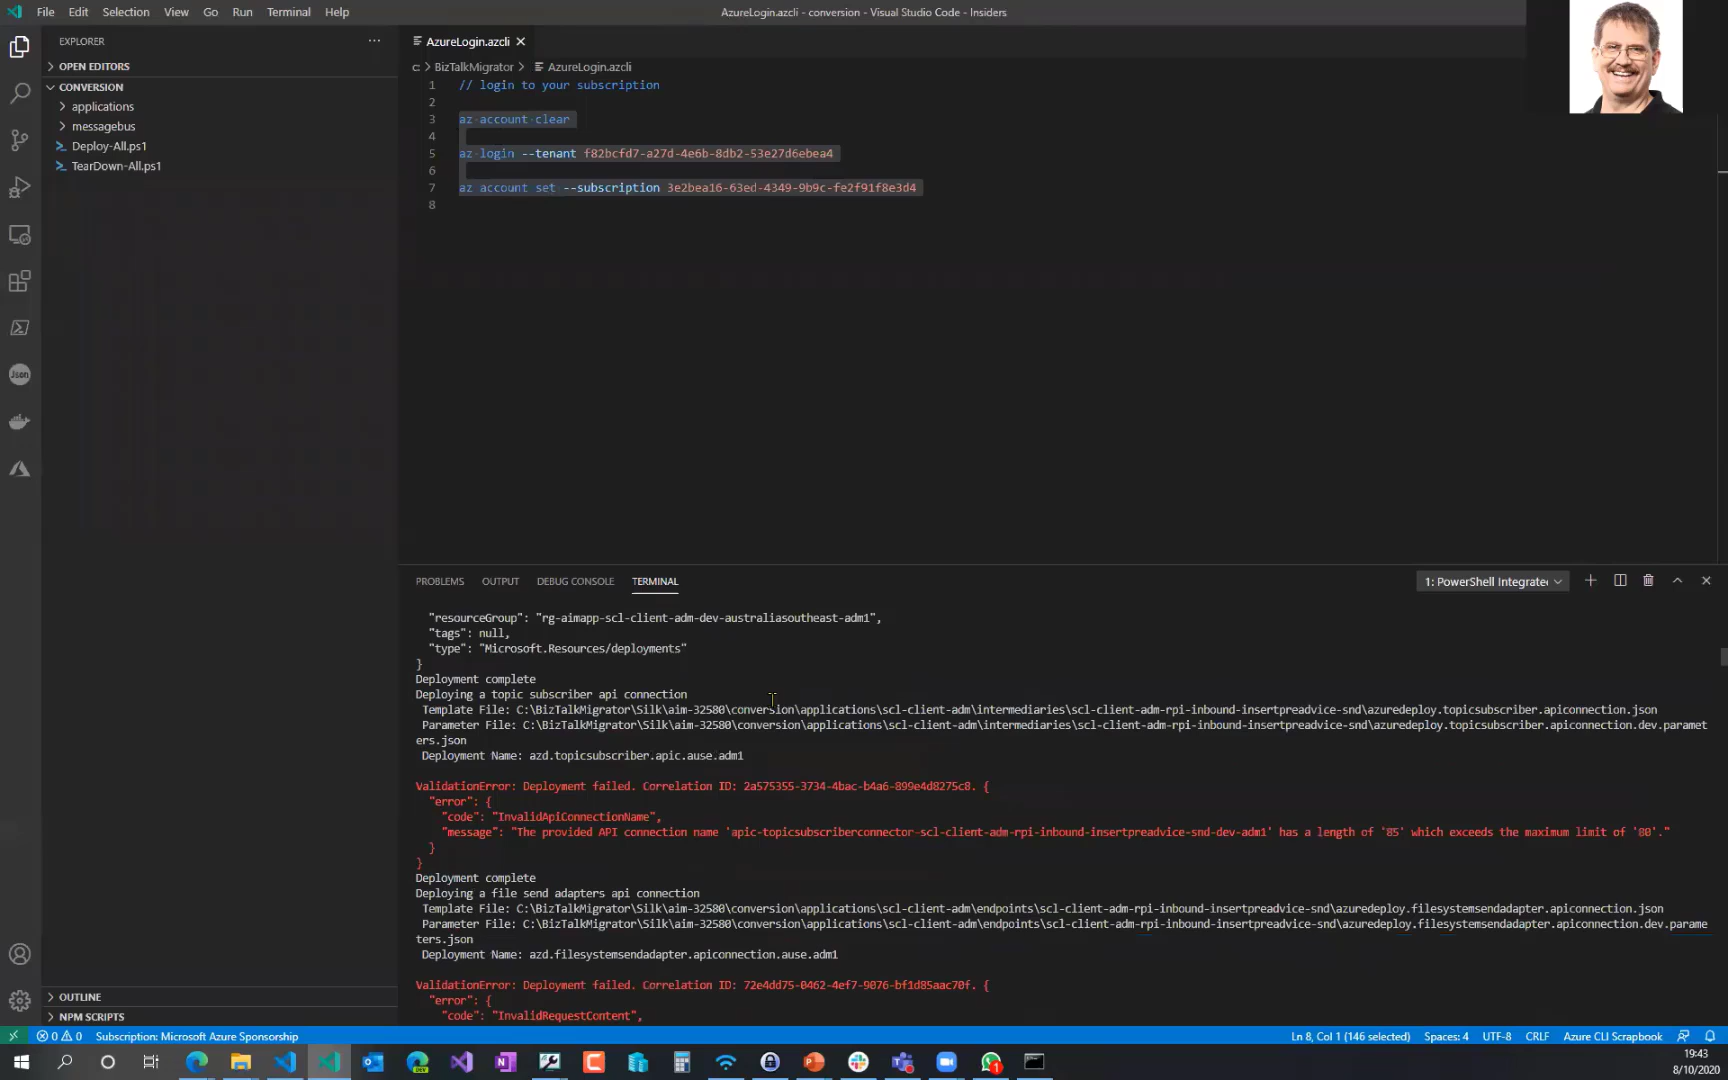 File Edit Selection View Go Run Terminal Help
AzureLogin.azcli - conversion - Visual Studio Code - Insiders
EXPLORER
OPEN EDITORS
CONVERSION
applications
messagebus
Deploy-All.ps1
TearDown-All.ps1
AzureLogin.azcli
c: > BizTalkMigrator > AzureLogin.azcli
1 // login to your subscription
2
3 az account clear
4
5 az login --tenant f82bcfd7-a27d-4e6b-8db2-53e27d6ebea4
6
7 az account set --subscription 3e2bea16-63ed-4349-9b9c-fe2f91f8e3d4
8
PROBLEMS OUTPUT DEBUG CONSOLE TERMINAL
1: PowerShell Integrate
"resourceGroup": "rg-aimapp-scl-client-adm-dev-australiasoutheast-adm1",
"tags": null,
"type": "Microsoft.Resources/deployments"
}
Deployment complete
Deploying a topic subscriber api connection
Template File: C:\BizTalkMigrator\Silk\aim-32580\conversion\applications\scl-client-adm\intermediaries\scl-client-adm-rpi-inbound-insertpreadvice-snd\azuredeploy.topicsubscriber.apiconnection.json
Parameter File: C:\BizTalkMigrator\Silk\aim-32580\conversion\applications\scl-client-adm\intermediaries\scl-client-adm-rpi-inbound-insertpreadvice-snd\azuredeploy.topicsubscriber.apiconnection.dev.paramet
ers.json
Deployment Name: azd.topicsubscriber.apic.ause.adm1
ValidationError: Deployment failed. Correlation ID: 2a575355-3734-4bac-b4a6-899e4d8275c8. {
"error": {
"code": "InvalidApiConnectionName",
"message": "The provided API connection name 'apic-topicsubscriberconnector-scl-client-adm-rpi-inbound-insertpreadvice-snd-dev-adm1' has a length of '85' which exceeds the maximum limit of '80'."
}
}
Deployment complete
Deploying a file send adapters api connection
Template File: C:\BizTalkMigrator\Silk\aim-32580\conversion\applications\scl-client-adm\endpoints\scl-client-adm-rpi-inbound-insertpreadvice-snd\azuredeploy.filesystemsendadapter.apiconnection.json
Parameter File: C:\BizTalkMigrator\Silk\aim-32580\conversion\applications\scl-client-adm\endpoints\scl-client-adm-rpi-inbound-insertpreadvice-snd\azuredeploy.filesystemsendadapter.apiconnection.dev.parame
ters.json
Deployment Name: azd.filesystemsendadapter.apiconnection.ause.adm1
ValidationError: Deployment failed. Correlation ID: 72e4dd75-0462-4ef7-9076-bf1d85aac70f. {
"error": {
"code": "InvalidRequestContent",
OUTLINE
NPM SCRIPTS
0 0 Subscription: Microsoft Azure Sponsorship
Ln 8, Col 1 (146 selected) Spaces: 4 UTF-8 CRLF Azure CLI Scrapbook
19:43
8/10/2020